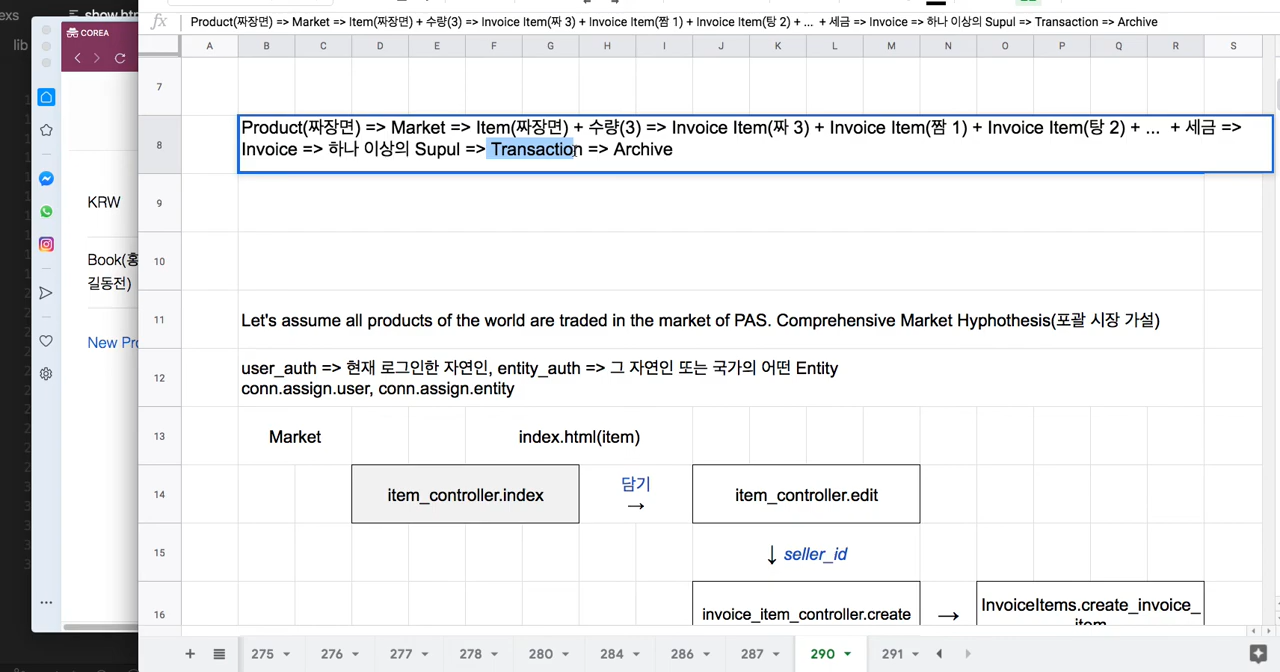 exs
show.htm
lib
COREA
KRW
Book(홍
길동전)
New Pro
fx
Product(짜장면) => Market => Item(짜장면) + 수량(3) => Invoice Item(짜 3) + Invoice Item(짬 1) + Invoice Item(탕 2) + ... + 세금 => Invoice => 하나 이상의 Supul => Transaction => Archive
A B C D E F G H I J K L M N O P Q R S
7
8
Product(짜장면) => Market => Item(짜장면) + 수량(3) => Invoice Item(짜 3) + Invoice Item(짬 1) + Invoice Item(탕 2) + ... + 세금 =>
Invoice => 하나 이상의 Supul => Transaction => Archive
9
10
11
Let's assume all products of the world are traded in the market of PAS. Comprehensive Market Hyphothesis(포괄 시장 가설)
12
user_auth => 현재 로그인한 자연인, entity_auth => 그 자연인 또는 국가의 어떤 Entity
conn.assign.user, conn.assign.entity
13
Market index.html(item)
14
item_controller.index 담기 → item_controller.edit
15
↓ seller_id
16
invoice_item_controller.create → InvoiceItems.create_invoice_
item
+ 275 276 277 278 280 284 286 287 290 291